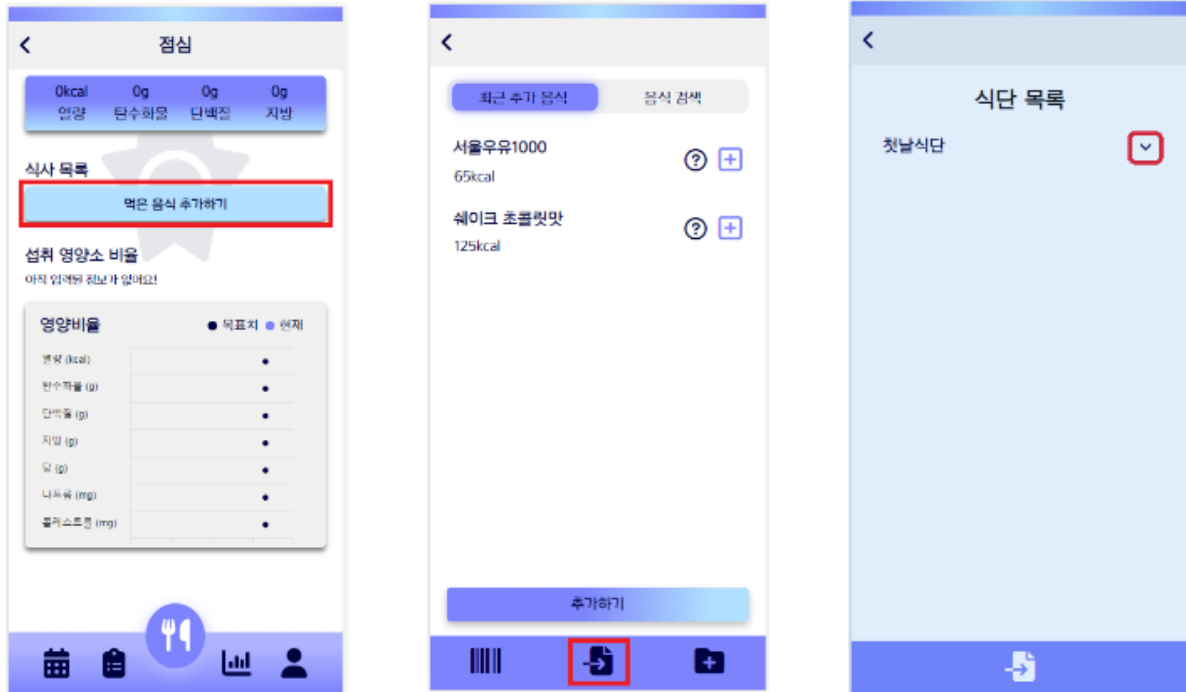 점심
0kcal 0g 0g 0g
열량 탄수화물 단백질 지방
식사 목록
먹은 음식 추가하기
섭취 영양소 비율
아직 입력된 정보가 없어요!
영양비율 목표치 현재
열량 (kcal)
탄수화물 (g)
단백질 (g)
지방 (g)
당 (g)
나트륨 (mg)
콜레스트롤 (mg)
최근 추가 음식 음식 검색
서울우유1000
65kcal
쉐이크 초콜릿맛
125kcal
추가하기
식단 목록
첫날식단